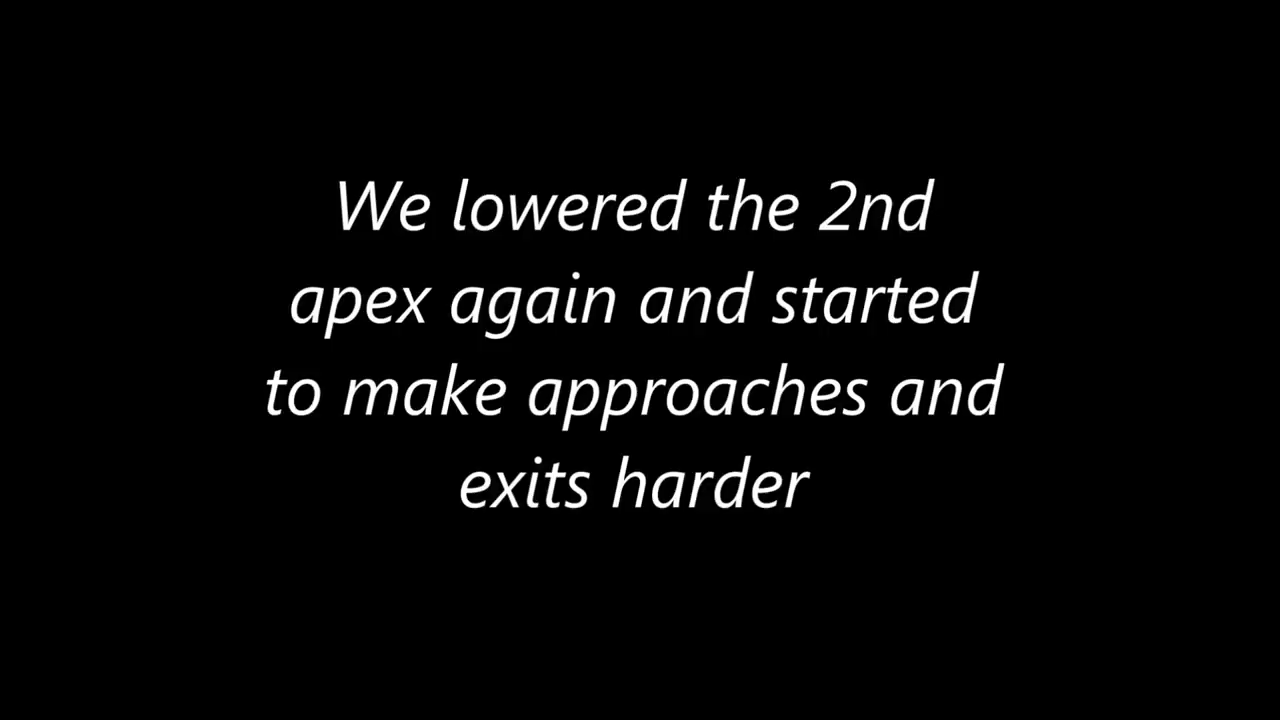 We lowered the 2nd
apex again and started
to make approaches and
exits harder